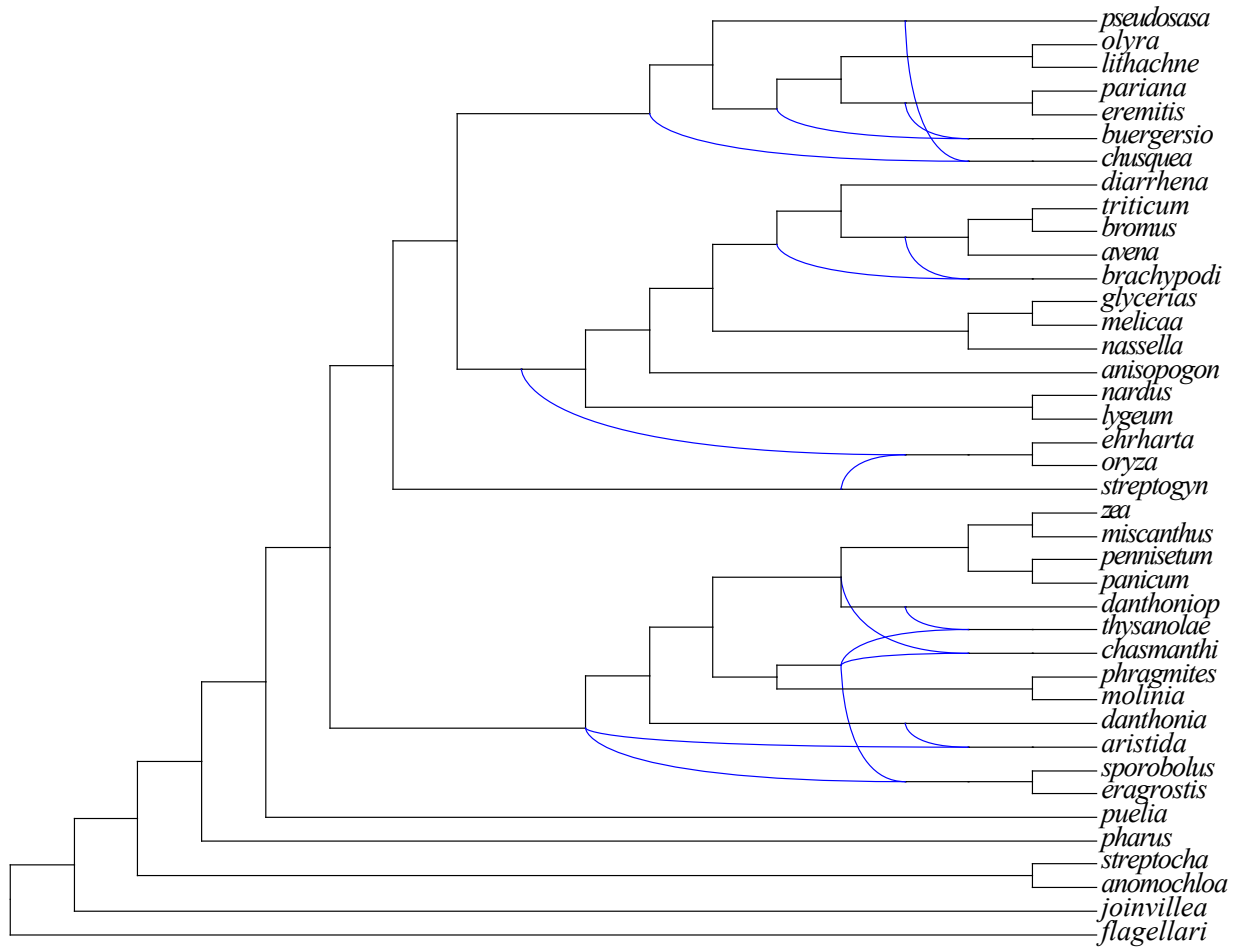 pseudosasa
olyra
lithachne
pariana
eremitis
buergersio
chusquea
diarrhena
triticum
bromus
avena
brachypodi
glycerias
melicaa
nassella
anisopogon
nardus
lygeum
ehrharta
oryza
streptogyn
zea
miscanthus
pennisetum
panicum
danthoniop
thysanolae
chasmanthi
phragmites
molinia
danthonia
aristida
sporobolus
eragrostis
puelia
pharus
streptocha
anomochloa
joinvillea
flagellari